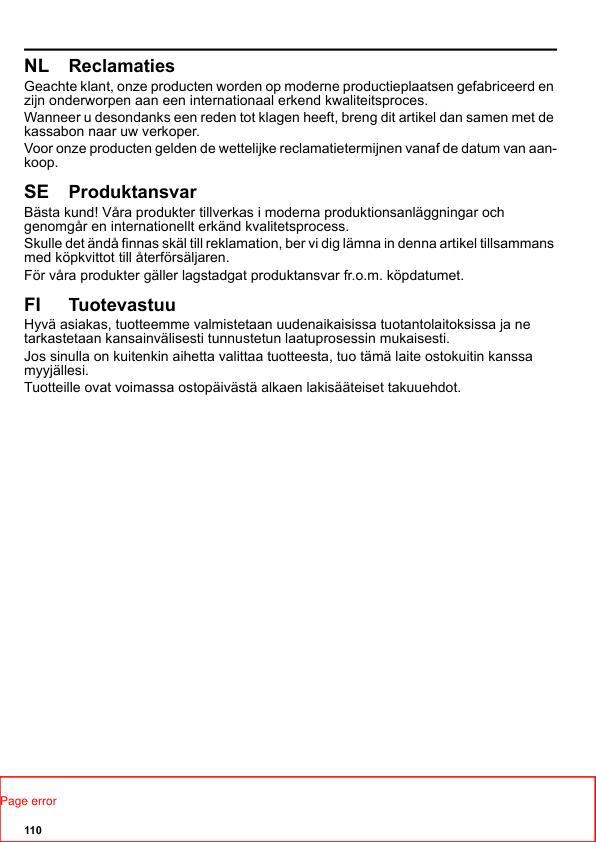 NL Reclamaties
Geachte klant, onze producten worden op moderne productieplaatsen gefabriceerd en
zijn onderworpen aan een internationaal erkend kwaliteitsproces.
Wanneer u desondanks een reden tot klagen heeft, breng dit artikel dan samen met de
kassabon naar uw verkoper.
Voor onze producten gelden de wettelijke reclamatietermijnen vanaf de datum van aan-
koop.
SE Produktansvar
Bästa kund! Våra produkter tillverkas i moderna produktionsanläggningar och
genomgår en internationellt erkänd kvalitetsprocess.
Skulle det ändå finnas skäl till reklamation, ber vi dig lämna in denna artikel tillsammans
med köpkvittot till återförsäljaren.
För våra produkter gäller lagstadgat produktansvar fr.o.m. köpdatumet.
FI Tuotevastuu
Hyvä asiakas, tuotteemme valmistetaan uudenaikaisissa tuotantolaitoksissa ja ne
tarkastetaan kansainvälisesti tunnustetun laatuprosessin mukaisesti.
Jos sinulla on kuitenkin aihetta valittaa tuotteesta, tuo tämä laite ostokuitin kanssa
myyjällesi.
Tuotteille ovat voimassa ostopäivästä alkaen lakisääteiset takuuehdot.
Page error
110